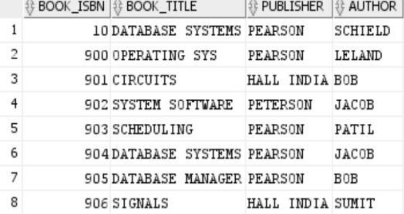 BOOK_ISBN BOOK_TITLE PUBLISHER AUTHOR
1 10 DATABASE SYSTEMS PEARSON SCHIELD
2 900 OPERATING SYS PEARSON LELAND
3 901 CIRCUITS HALL INDIA BOB
4 902 SYSTEM SOFTWARE PETERSON JACOB
5 903 SCHEDULING PEARSON PATIL
6 904 DATABASE SYSTEMS PEARSON JACOB
7 905 DATABASE MANAGER PEARSON BOB
8 906 SIGNALS HALL INDIA SUMIT